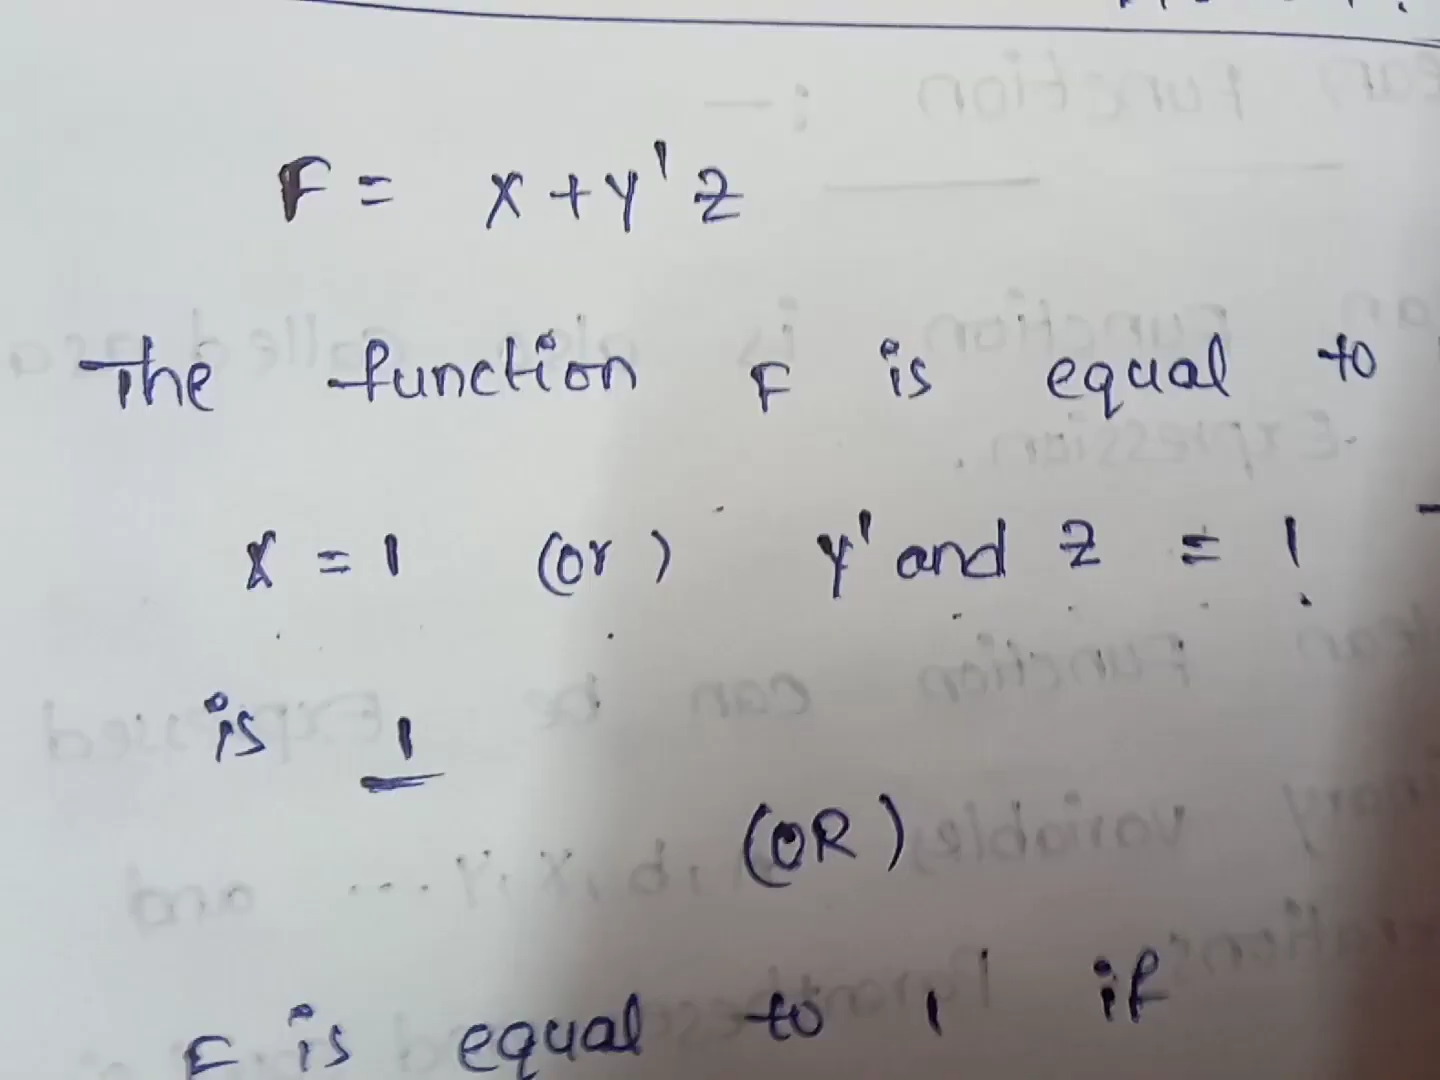 F = X + Y' Z
The function F is equal to
X = 1 (or) Y' and Z = 1
is 1
(OR)
F is equal to 1 if